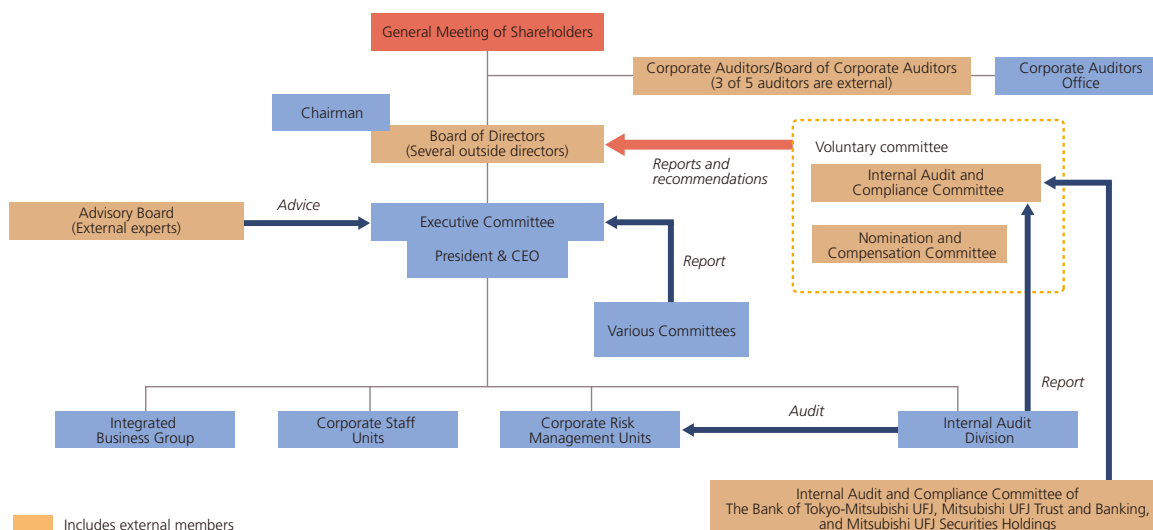 General Meeting of Shareholders
Corporate Auditors/Board of Corporate Auditors
(3 of 5 auditors are external)
Corporate Auditors
Office
Chairman
Board of Directors
(Several outside directors)
Reports and
recommendations
Voluntary committee
Internal Audit and
Compliance Committee
Nomination and
Compensation Committee
Advisory Board
(External experts)
Advice
Executive Committee
President & CEO
Report
Various Committees
Report
Integrated
Business Group
Corporate Staff
Units
Corporate Risk
Management Units
Audit
Internal Audit
Division
Internal Audit and Compliance Committee of
The Bank of Tokyo-Mitsubishi UFJ, Mitsubishi UFJ Trust and Banking,
and Mitsubishi UFJ Securities Holdings
Includes external members